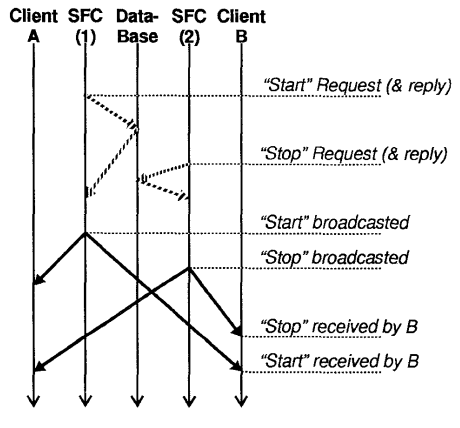 Client SFC Data- SFC Client
A (1) Base (2) B
"Start" Request (& reply)
"Stop" Request (& reply)
"Start" broadcasted
"Stop" broadcasted
"Stop" received by B
"Start" received by B